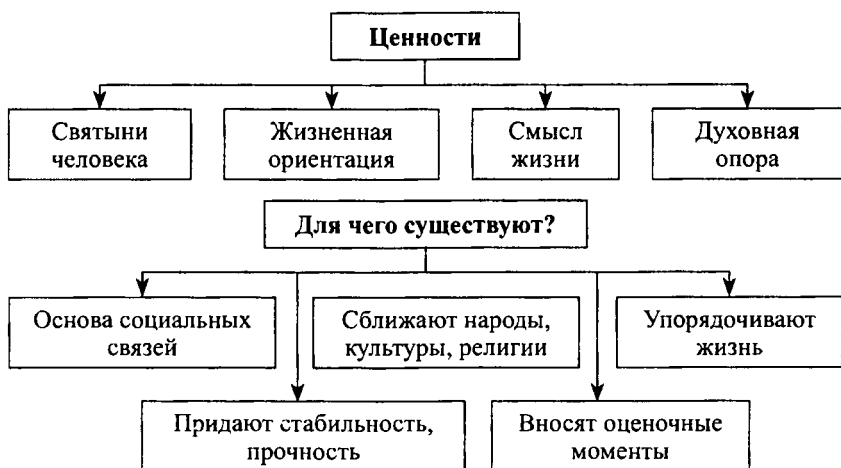 Ценности
Святыни
человека
Жизненная
ориентация
Смысл
жизни
Духовная
опора
Для чего существуют?
Основа социальных
связей
Сближают народы,
культуры, религии
Упорядочивают
жизнь
Придают стабильность,
прочность
Вносят оценочные
моменты